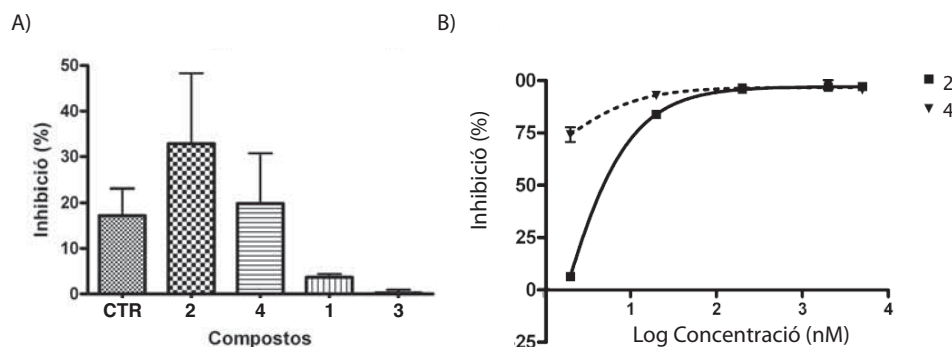 A)
50
40
30
20
10
0
Inhibició (%)
CTR 2 4 1 3
Compostos
B)
00
75
50
25
0
25
Inhibició (%)
1 2 3 4
Log Concentració (nM)
2
4